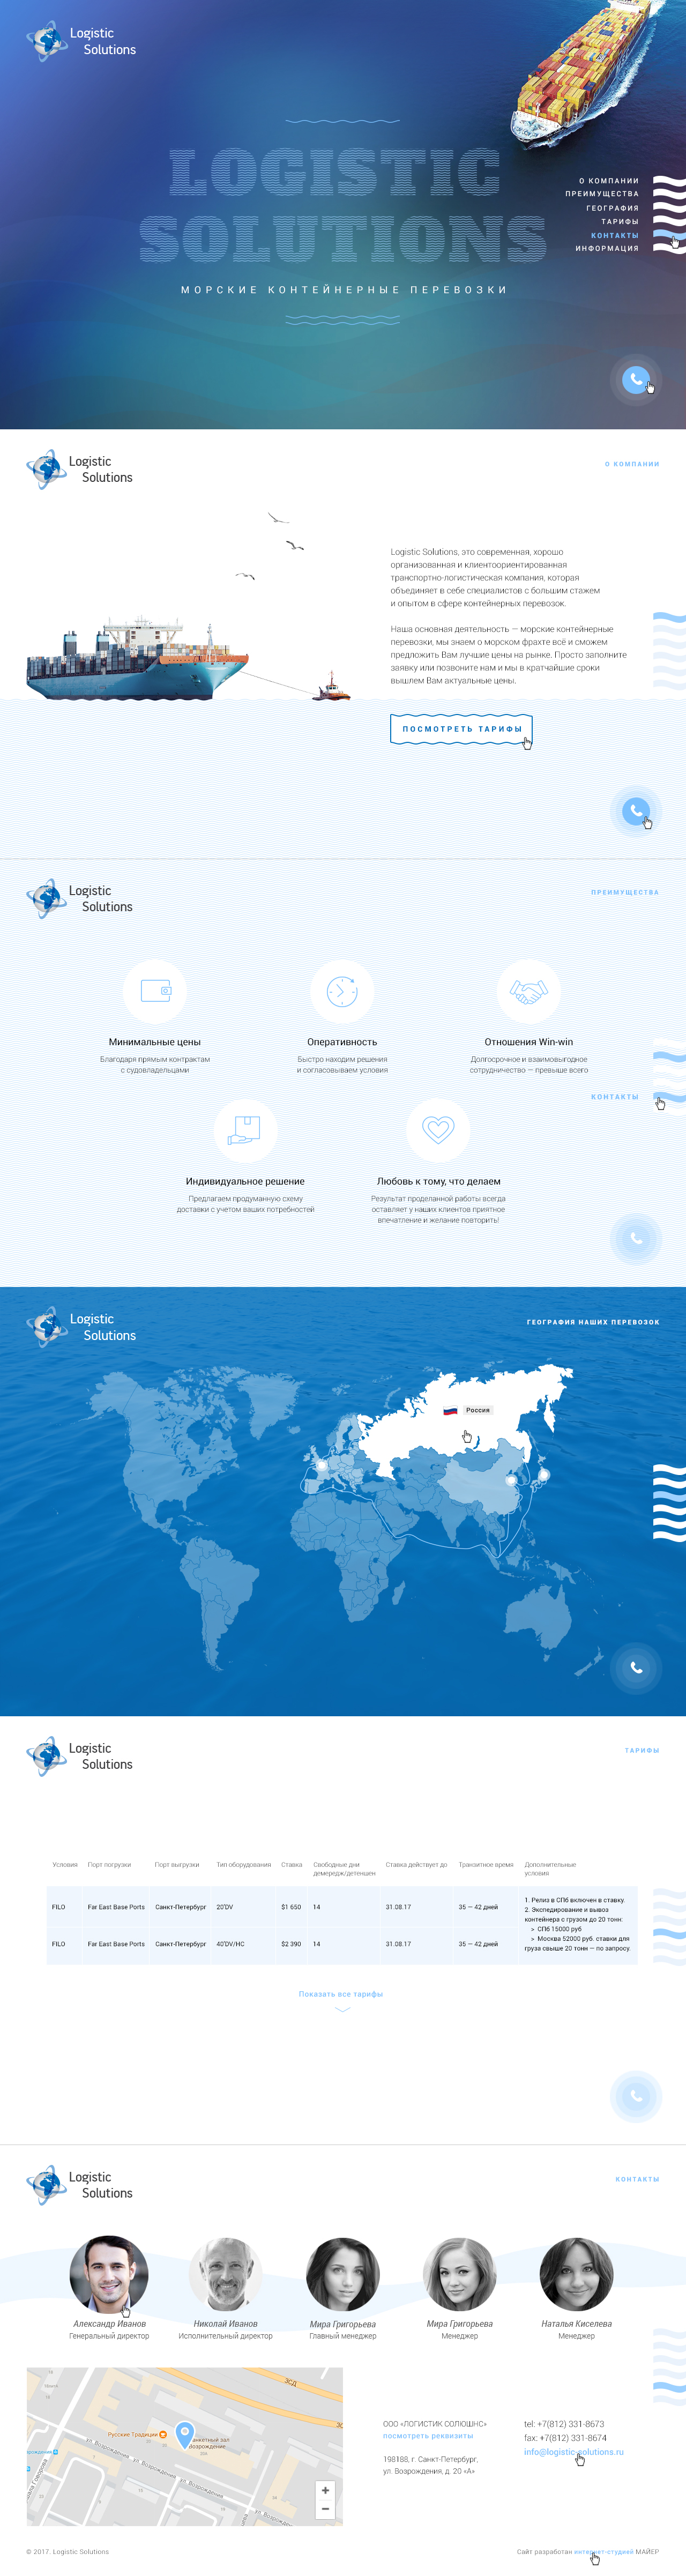 Logistic
Solutions
LOGISTIC
SOLUTIONS
МОРСКИЕ КОНТЕЙНЕРНЫЕ ПЕРЕВОЗКИ
О КОМПАНИИ
ПРЕИМУЩЕСТВА
ГЕОГРАФИЯ
ТАРИФЫ
КОНТАКТЫ
ИНФОРМАЦИЯ
Logistic
Solutions
О КОМПАНИИ
Logistic Solutions, это современная, хорошо
организованная и клиентоориентированная
транспортно-логистическая компания, которая
объединяет в себе специалистов с большим стажем
и опытом в сфере контейнерных перевозок.
Наша основная деятельность — морские контейнерные
перевозки, мы знаем о морском фрахте всё и сможем
предложить Вам лучшие цены на рынке. Просто заполните
заявку или позвоните нам и мы в кратчайшие сроки
вышлем Вам актуальные цены.
ПОСМОТРЕТЬ ТАРИФЫ
Logistic
Solutions
ПРЕИМУЩЕСТВА
Минимальные цены
Благодаря прямым контрактам
с судовладельцами
Оперативность
Быстро находим решения
и согласовываем условия
Отношения Win-win
Долгосрочное и взаимовыгодное
сотрудничество — превыше всего
КОНТАКТЫ
Индивидуальное решение
Предлагаем продуманную схему
доставки с учетом ваших потребностей
Любовь к тому, что делаем
Результат проделанной работы всегда
оставляет у наших клиентов приятное
впечатление и желание повторить!
Logistic
Solutions
ГЕОГРАФИЯ НАШИХ ПЕРЕВОЗОК
Россия
Logistic
Solutions
ТАРИФЫ
Условия Порт погрузки Порт выгрузки Тип оборудования Ставка Свободные дни демередж/детеншен Ставка действует до Транзитное время Дополнительные условия
FILO Far East Base Ports Санкт-Петербург 20'DV $1 650 14 31.08.17 35 — 42 дней
FILO Far East Base Ports Санкт-Петербург 40'DV/HC $2 390 14 31.08.17 35 — 42 дней
1. Релиз в СПб включен в ставку.
2. Экспедирование и вывоз
контейнера с грузом до 20 тонн:
> СПб 15000 руб
> Москва 52000 руб. ставки для
груза свыше 20 тонн — по запросу.
Показать все тарифы
Logistic
Solutions
КОНТАКТЫ
Александр Иванов
Генеральный директор
Николай Иванов
Исполнительный директор
Мира Григорьева
Главный менеджер
Мира Григорьева
Менеджер
Наталья Киселева
Менеджер
ЗСД
Русские Традиции
Банкетный зал
Возрождение
ул. Возрождения
ул. Возрождения
ООО «ЛОГИСТИК СОЛЮШНС»
посмотреть реквизиты
198188, г. Санкт-Петербург,
ул. Возрождения, д. 20 «А»
tel: +7(812) 331-8673
fax: +7(812) 331-8674
info@logistic-solutions.ru
© 2017. Logistic Solutions
Сайт разработан интернет-студией МАЙЕР